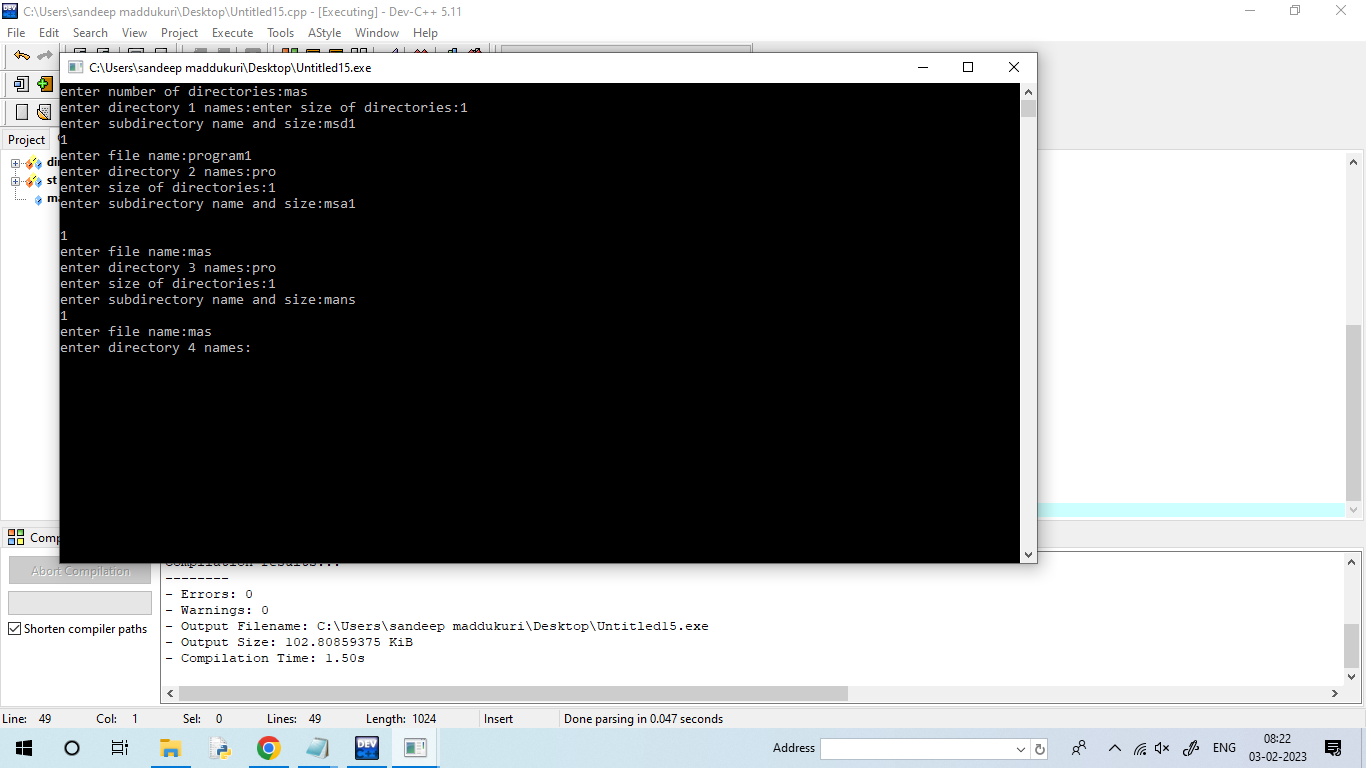 C:\Users\sandeep maddukuri\Desktop\Untitled15.cpp - [Executing] - Dev-C++ 5.11
File Edit Search View Project Execute Tools AStyle Window Help
C:\Users\sandeep maddukuri\Desktop\Untitled15.exe
enter number of directories:mas
enter directory 1 names:enter size of directories:1
enter subdirectory name and size:msd1
1
enter file name:program1
enter directory 2 names:pro
enter size of directories:1
enter subdirectory name and size:msa1
1
enter file name:mas
enter directory 3 names:pro
enter size of directories:1
enter subdirectory name and size:mans
1
enter file name:mas
enter directory 4 names:
Project
di
st
ma
Comp
Abort Compilation
Shorten compiler paths
Compilation results...
--------
- Errors: 0
- Warnings: 0
- Output Filename: C:\Users\sandeep maddukuri\Desktop\Untitled15.exe
- Output Size: 102.80859375 KiB
- Compilation Time: 1.50s
Line: 49 Col: 1 Sel: 0 Lines: 49 Length: 1024 Insert Done parsing in 0.047 seconds
DEV
Address
ENG
08:22
03-02-2023